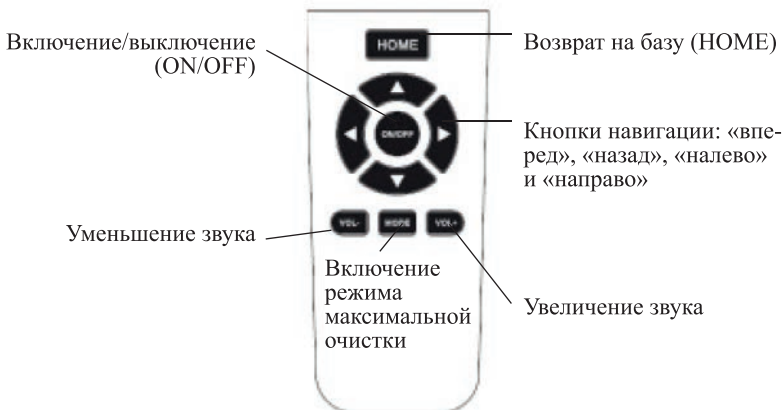 Включение/выключение
(ON/OFF)
HOME
Возврат на базу (HOME)
ON/OFF
Кнопки навигации: «впе-
ред», «назад», «налево»
и «направо»
VOL-
MODE
VOL+
Уменьшение звука
Включение
режима
максимальной
очистки
Увеличение звука